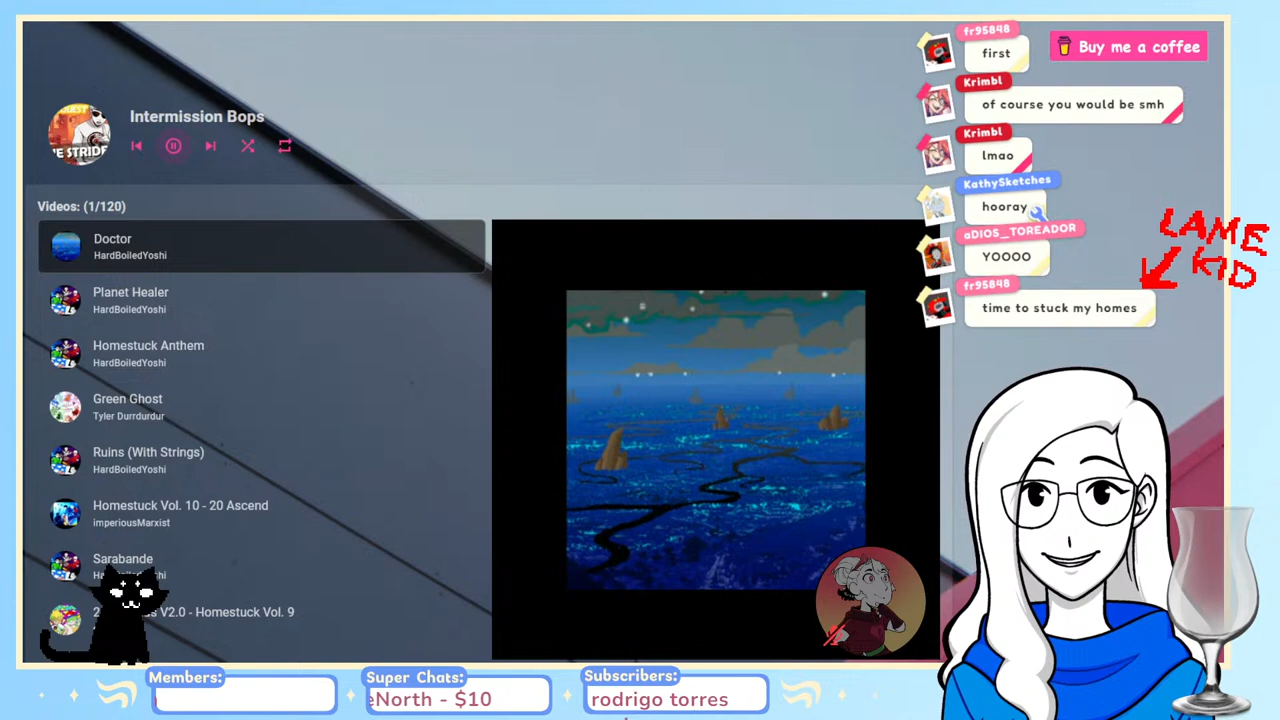 Intermission Bops
E STRIDE
Videos: (1/120)
Doctor
HardBoiledYoshi
Planet Healer
HardBoiledYoshi
Homestuck Anthem
HardBoiledYoshi
Green Ghost
Tyler Durrdurdur
Ruins (With Strings)
HardBoiledYoshi
Homestuck Vol. 10 - 20 Ascend
imperiousMarxist
Sarabande
V2.0 - Homestuck Vol. 9
fr95848
first
Buy me a coffee
Krimbl
of course you would be smh
Krimbl
lmao
KathySketches
hooray
aDIOS_TOREADOR
YOOOO
fr95848
time to stuck my homes
LAME
KID
Members:
Super Chats:
eNorth - $10
Subscribers:
rodrigo torres